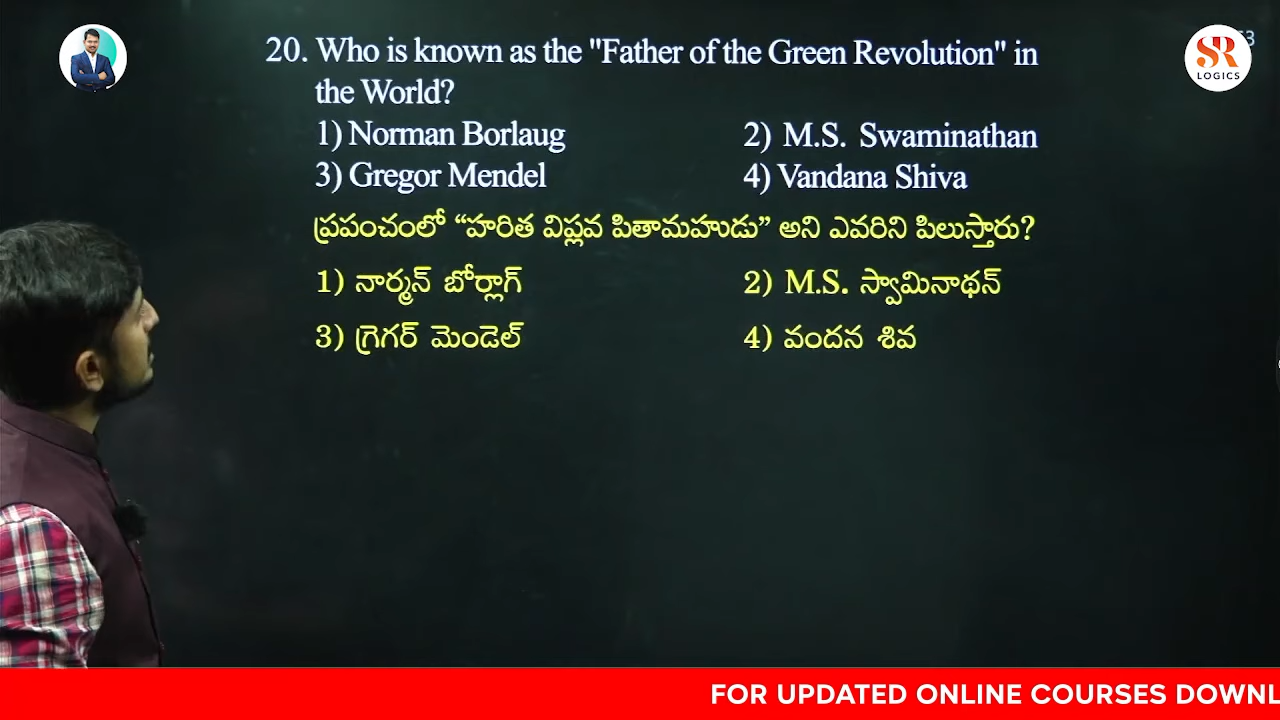 20. Who is known as the "Father of the Green Revolution" in
the World?
1) Norman Borlaug 2) M.S. Swaminathan
3) Gregor Mendel 4) Vandana Shiva
ప్రపంచంలో “హరిత విప్లవ పితామహుడు” అని ఎవరిని పిలుస్తారు?
1) నార్మన్ బోర్లాగ్ 2) M.S. స్వామినాథన్
3) గ్రెగర్ మెండెల్ 4) వందన శివ
SR
LOGICS
FOR UPDATED ONLINE COURSES DOWNL